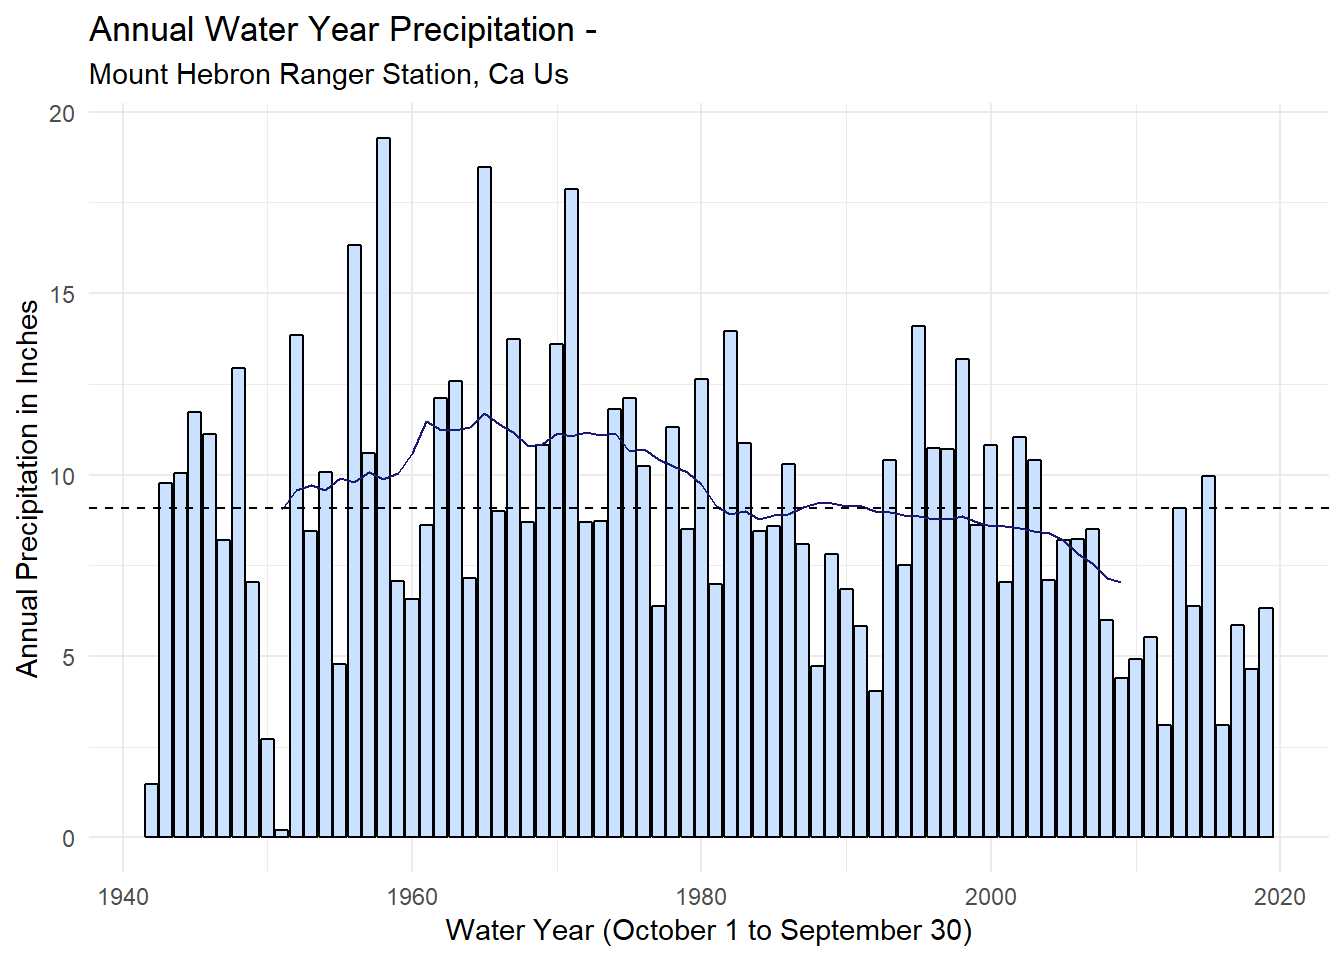 Annual Water Year Precipitation -
Mount Hebron Ranger Station, Ca Us
20
15
10
5
0
Annual Precipitation in Inches
1940 1960 1980 2000 2020
Water Year (October 1 to September 30)